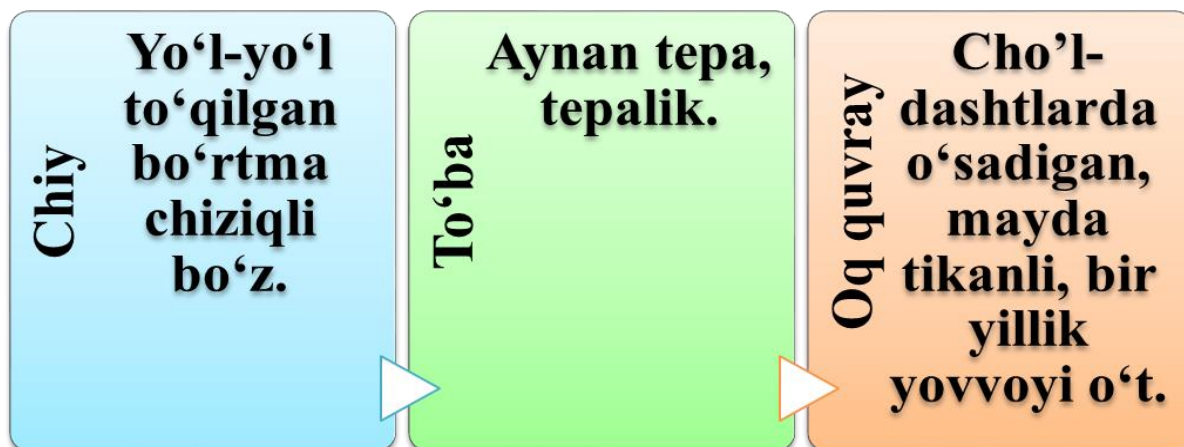 Chiy
Yo‘l-yo‘l
to‘qilgan
bo‘rtma
chiziqli
bo‘z.
To‘ba
Aynan tepa,
tepalik.
Oq quvray
Cho’l-
dashtlarda
o‘sadigan,
mayda
tikanli, bir
yillik
yovvoyi o‘t.